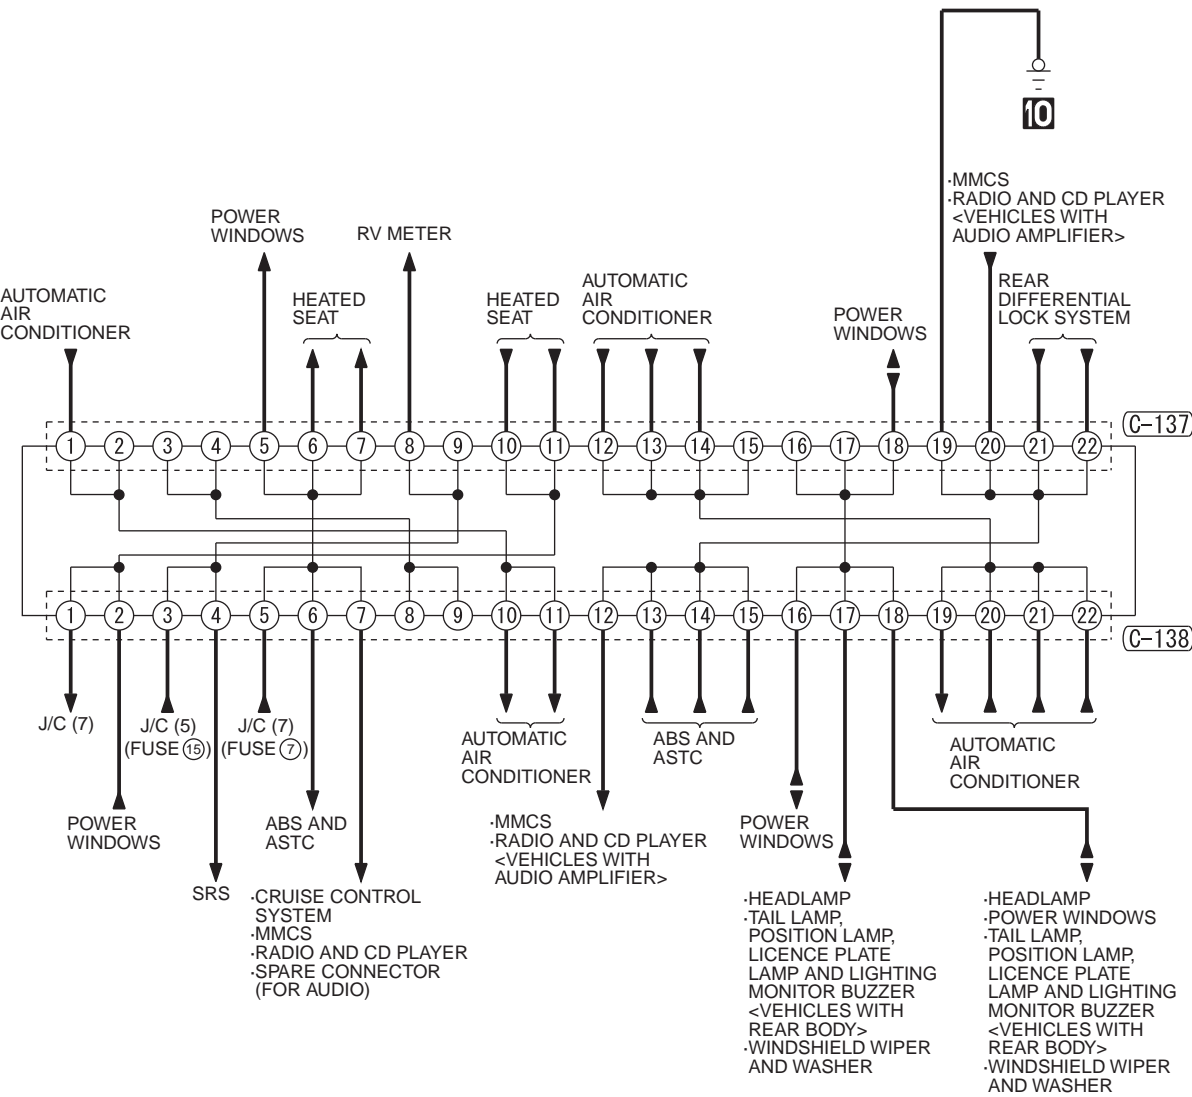 10
·MMCS
·RADIO AND CD PLAYER
<VEHICLES WITH
AUDIO AMPLIFIER>
POWER
WINDOWS
RV METER
AUTOMATIC
AIR
CONDITIONER
HEATED
SEAT
HEATED
SEAT
AUTOMATIC
AIR
CONDITIONER
POWER
WINDOWS
REAR
DIFFERENTIAL
LOCK SYSTEM
C-137
1 2 3 4 5 6 7 8 9 10 11 12 13 14 15 16 17 18 19 20 21 22
1 2 3 4 5 6 7 8 9 10 11 12 13 14 15 16 17 18 19 20 21 22
C-138
J/C (7)
J/C (5)
(FUSE 15)
J/C (7)
(FUSE 7)
POWER
WINDOWS
SRS
ABS AND
ASTC
·CRUISE CONTROL
SYSTEM
·MMCS
·RADIO AND CD PLAYER
·SPARE CONNECTOR
(FOR AUDIO)
AUTOMATIC
AIR
CONDITIONER
·MMCS
·RADIO AND CD PLAYER
<VEHICLES WITH
AUDIO AMPLIFIER>
ABS AND
ASTC
POWER
WINDOWS
AUTOMATIC
AIR
CONDITIONER
·HEADLAMP
·TAIL LAMP,
POSITION LAMP,
LICENCE PLATE
LAMP AND LIGHTING
MONITOR BUZZER
<VEHICLES WITH
REAR BODY>
·WINDSHIELD WIPER
AND WASHER
·HEADLAMP
·POWER WINDOWS
·TAIL LAMP,
POSITION LAMP,
LICENCE PLATE
LAMP AND LIGHTING
MONITOR BUZZER
<VEHICLES WITH
REAR BODY>
·WINDSHIELD WIPER
AND WASHER